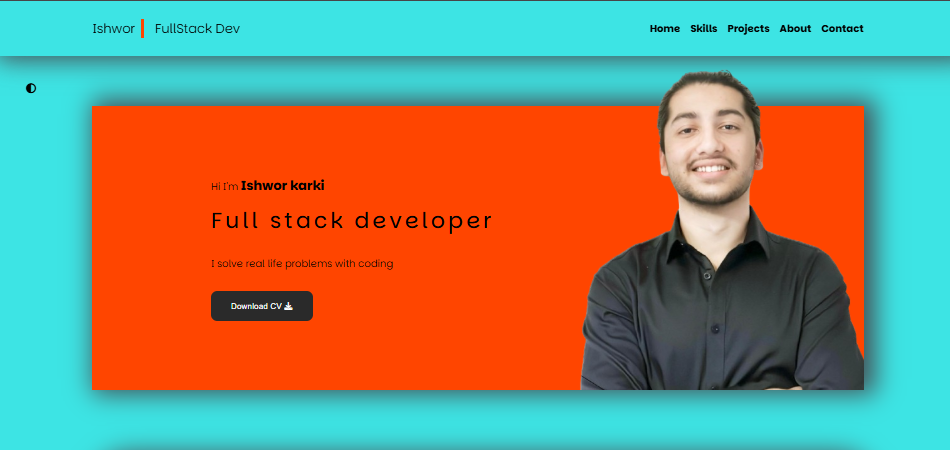 Ishwor FullStack Dev
Home Skills Projects About Contact
Hi I'm Ishwor karki
Full stack developer
I solve real life problems with coding
Download CV